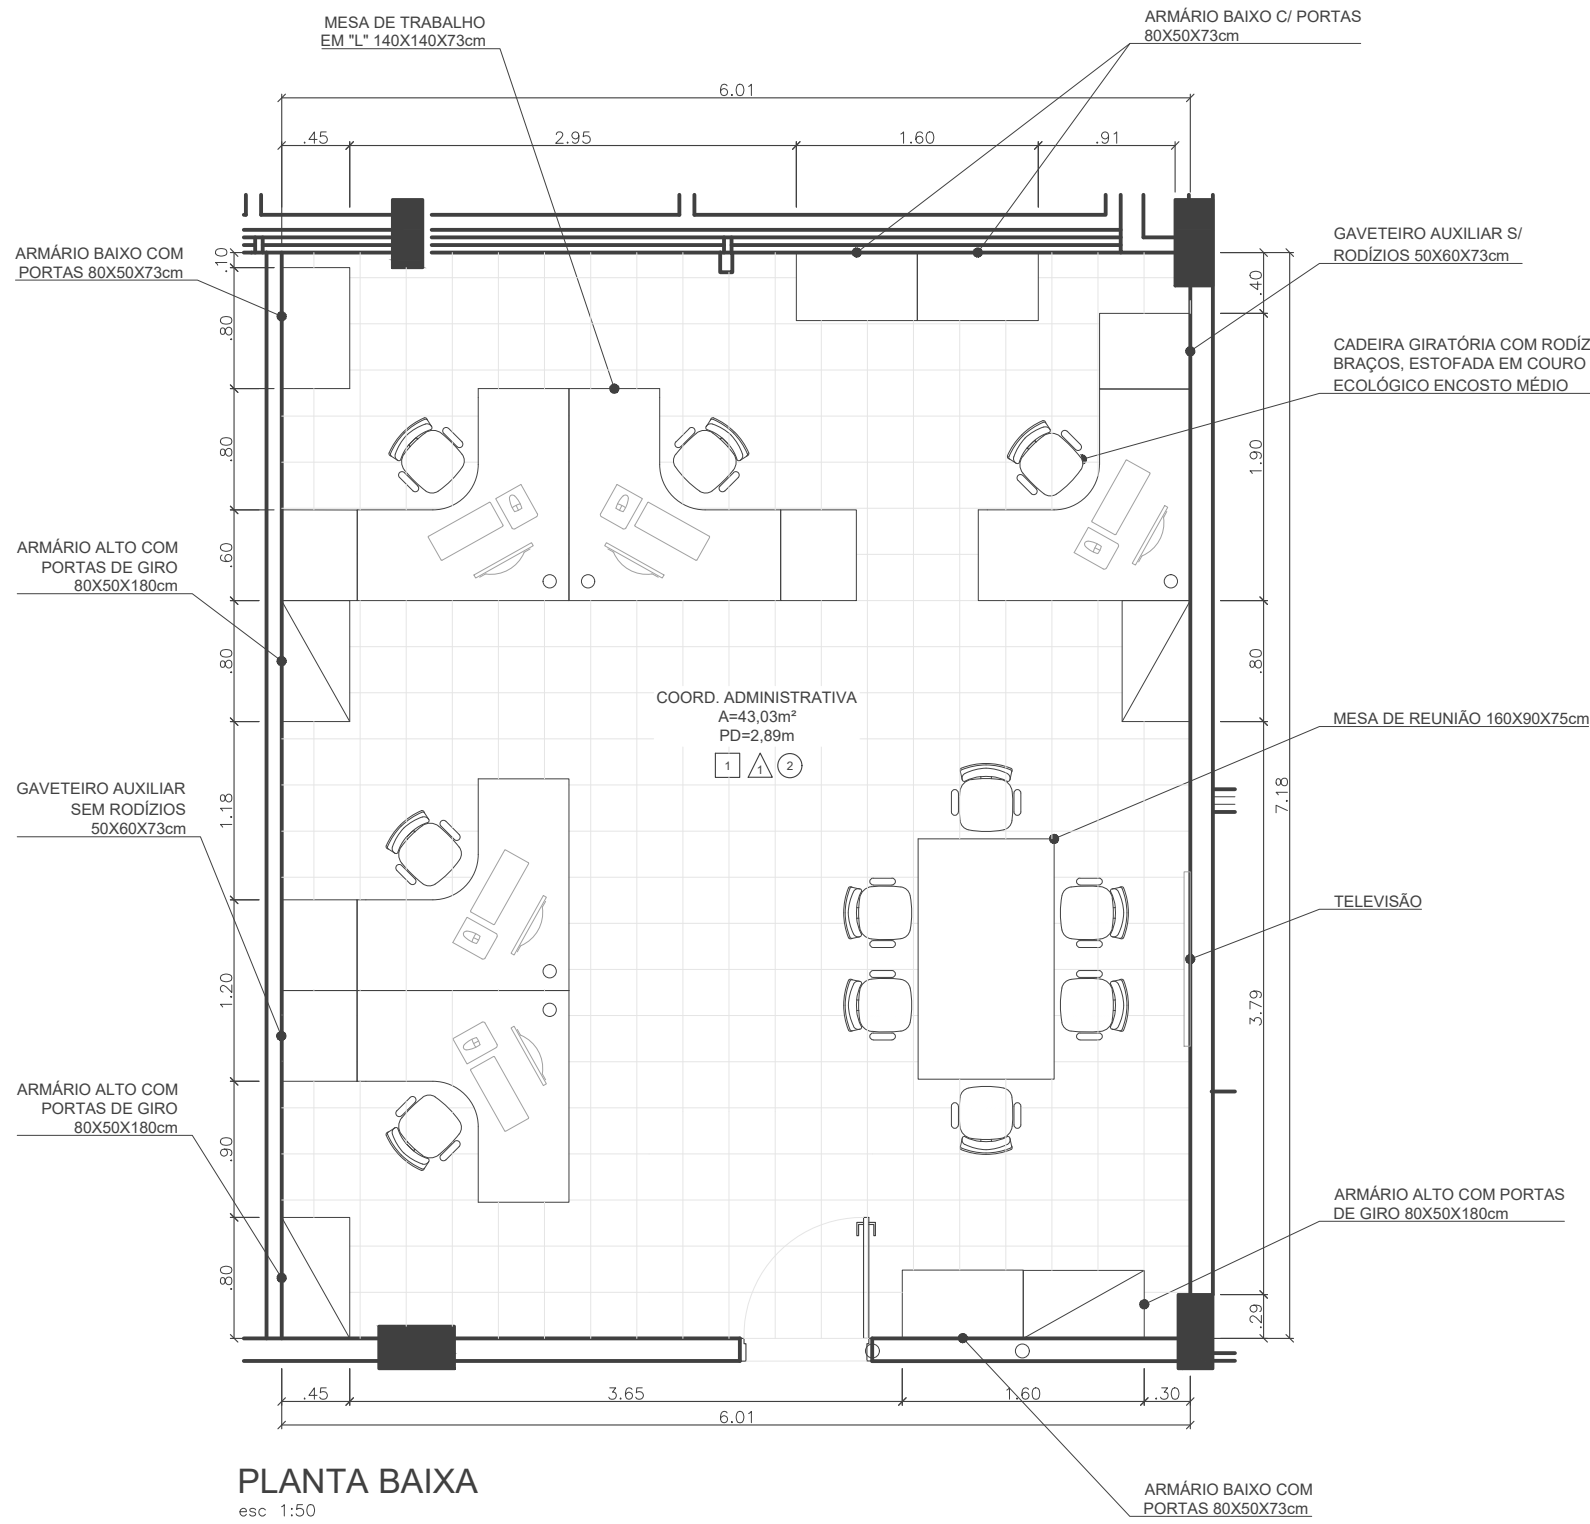 MESA DE TRABALHO
EM "L" 140X140X73cm
ARMÁRIO BAIXO C/ PORTAS
80X50X73cm
6.01
.45
2.95
1.60
.91
ARMÁRIO BAIXO COM
PORTAS 80X50X73cm
GAVETEIRO AUXILIAR S/
RODÍZIOS 50X60X73cm
.10
.40
.80
CADEIRA GIRATÓRIA COM RODÍZ
BRAÇOS, ESTOFADA EM COURO
ECOLÓGICO ENCOSTO MÉDIO
.80
1.90
ARMÁRIO ALTO COM
PORTAS DE GIRO
80X50X180cm
.60
.80
.80
COORD. ADMINISTRATIVA
A=43,03m²
PD=2,89m
1
1
2
MESA DE REUNIÃO 160X90X75cm
GAVETEIRO AUXILIAR
SEM RODÍZIOS
50X60X73cm
1.18
7.18
TELEVISÃO
1.20
3.79
ARMÁRIO ALTO COM
PORTAS DE GIRO
80X50X180cm
.90
ARMÁRIO ALTO COM PORTAS
DE GIRO 80X50X180cm
.80
.29
.45
3.65
1.60
.30
6.01
PLANTA BAIXA
esc 1:50
ARMÁRIO BAIXO COM
PORTAS 80X50X73cm